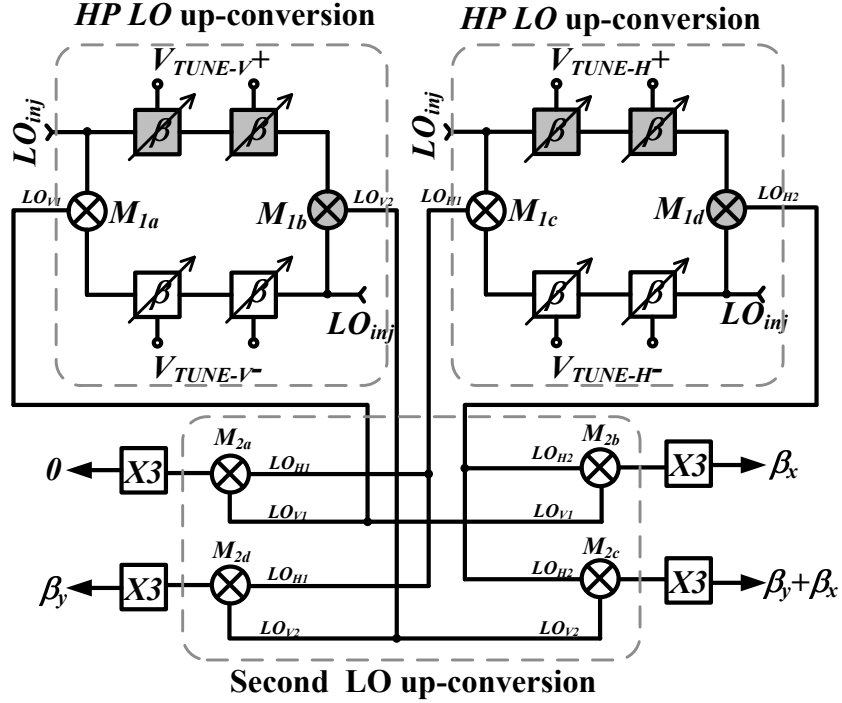 HP LO up-conversion
HP LO up-conversion
V_TUNE-V+
V_TUNE-H+
LO_inj
LO_inj
β
β
β
β
LO_V1
M_1a
M_1b
LO_V2
LO_H1
M_1c
M_1d
LO_H2
β
β
β
β
LO_inj
LO_inj
V_TUNE-V-
V_TUNE-H-
M_2a
M_2b
0
X3
LO_H1
LO_H2
X3
β_x
LO_V1
LO_V1
M_2d
M_2c
β_y
X3
LO_H1
LO_H2
X3
β_y+β_x
LO_V2
LO_V2
Second LO up-conversion